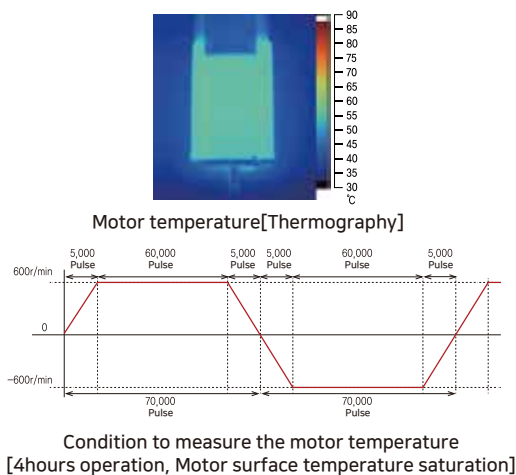 90
85
80
75
70
65
60
55
50
45
40
35
30
℃
Motor temperature[Thermography]
5,000 60,000 5,000 5,000 60,000 5,000
Pulse Pulse Pulse Pulse Pulse Pulse
600r/min
0
−600r/min
70,000 70,000
Pulse Pulse
Condition to measure the motor temperature
[4hours operation, Motor surface temperature saturation]